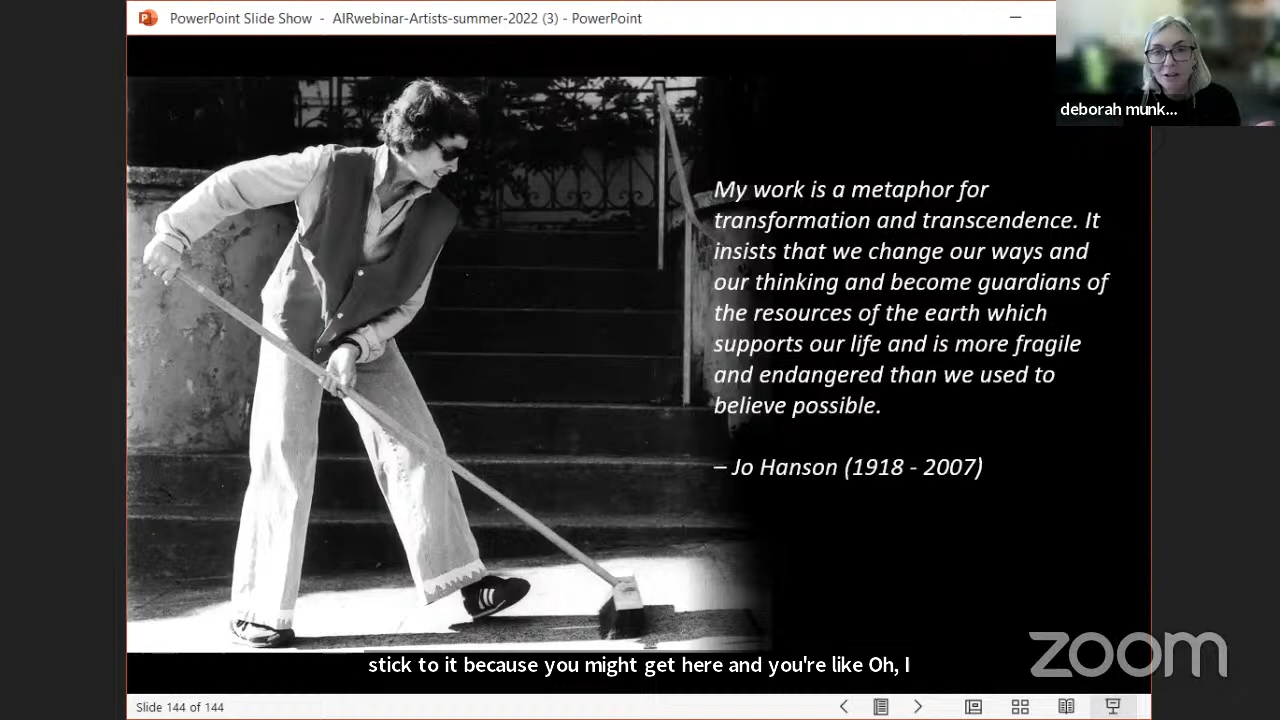 PowerPoint Slide Show - AIRwebinar-Artists-summer-2022 (3) - PowerPoint
deborah munk...
My work is a metaphor for
transformation and transcendence. It
insists that we change our ways and
our thinking and become guardians of
the resources of the earth which
supports our life and is more fragile
and endangered than we used to
believe possible.
– Jo Hanson (1918 - 2007)
zoom
stick to it because you might get here and you're like Oh, I
Slide 144 of 144